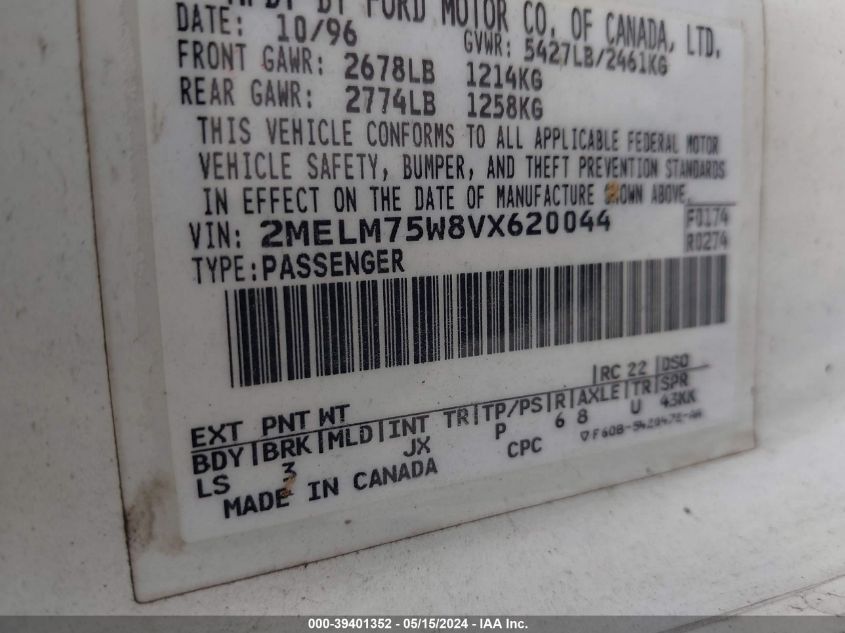 MFD. BY FORD MOTOR CO. OF CANADA, LTD.
DATE: 10/96 GVWR: 5427LB/2461KG
FRONT GAWR: 2678LB 1214KG
REAR GAWR: 2774LB 1258KG
THIS VEHICLE CONFORMS TO ALL APPLICABLE FEDERAL MOTOR
VEHICLE SAFETY, BUMPER, AND THEFT PREVENTION STANDARDS
IN EFFECT ON THE DATE OF MANUFACTURE SHOWN ABOVE.
VIN: 2MELM75W8VX620044 F0174
TYPE:PASSENGER R0274
EXT PNT WT RC 22 DSO
BDY BRK MLD INT TR TP/PS R AXLE TR SPR
LS 3 JX P 6 8 U 43KK
MADE IN CANADA CPC
000-39401352 - 05/15/2024 - IAA Inc.